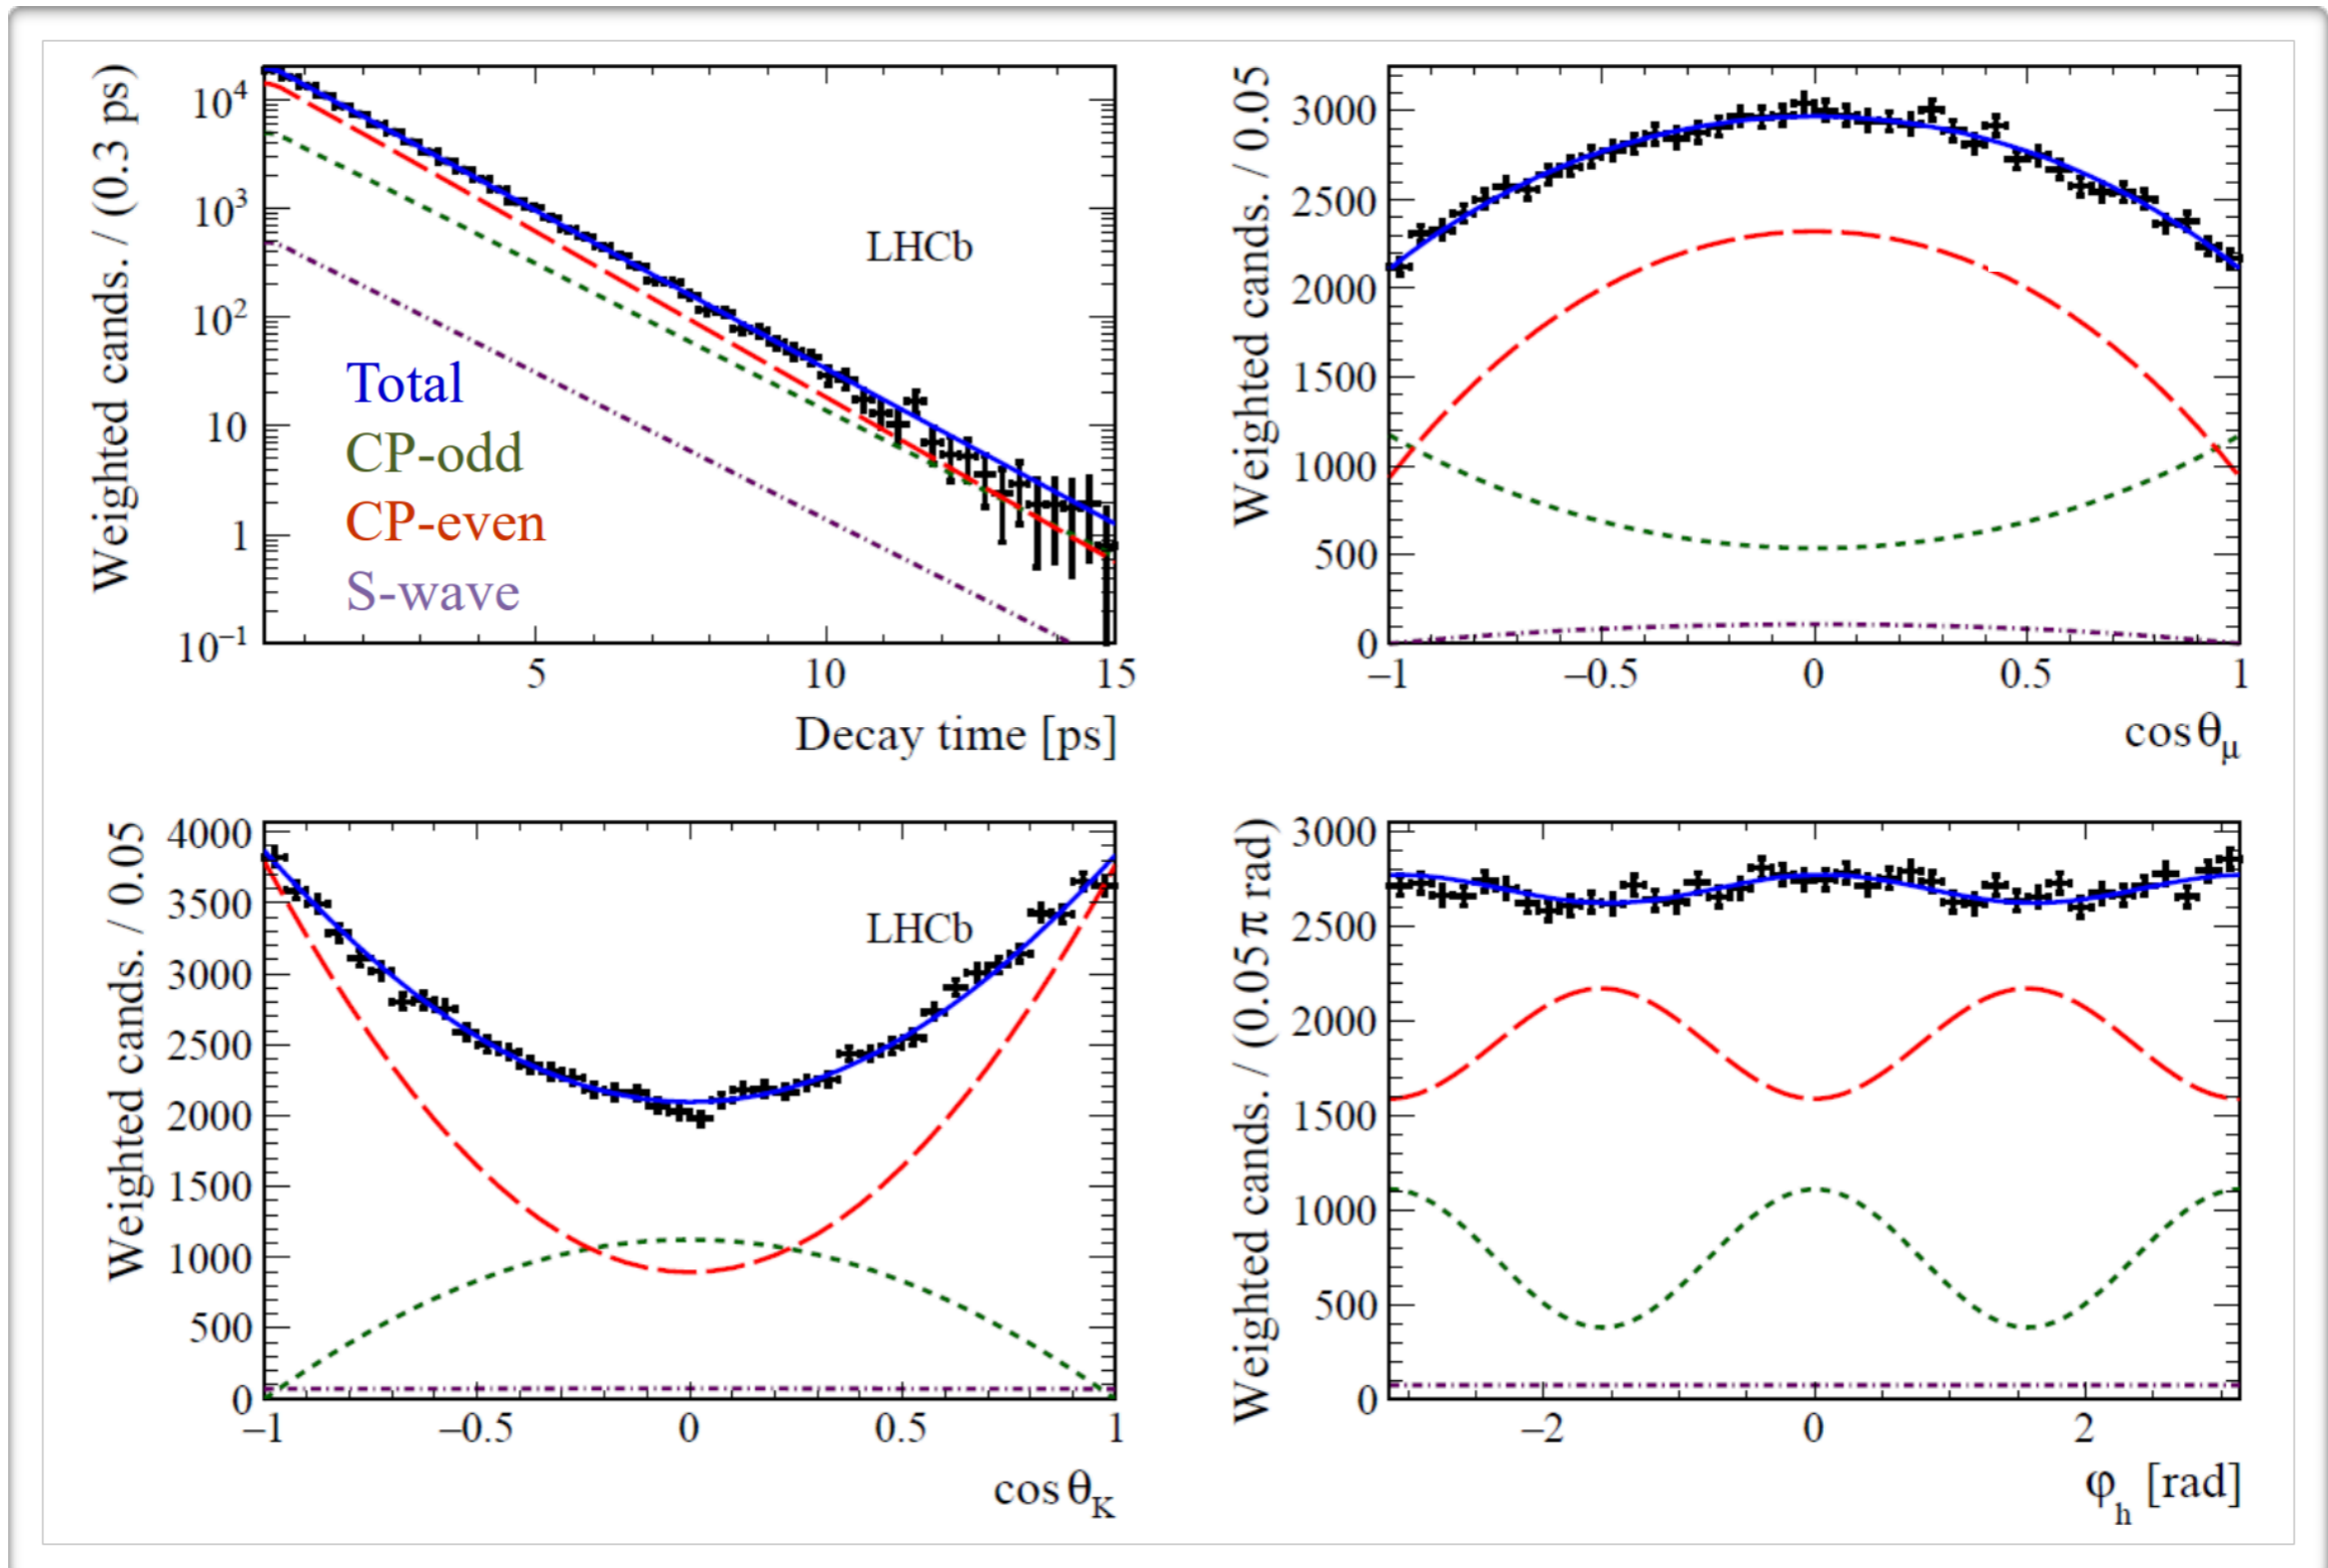 Weighted cands. / (0.3 ps)
10⁴
10³
10²
10
1
10⁻¹
LHCb
Total
CP-odd
CP-even
S-wave
5 10 15
Decay time [ps]
Weighted cands. / 0.05
3000
2500
2000
1500
1000
500
0
−1 −0.5 0 0.5 1
cos θμ
Weighted cands. / 0.05
4000
3500
3000
2500
2000
1500
1000
500
0
LHCb
−1 −0.5 0 0.5 1
cos θK
Weighted cands. / (0.05 π rad)
3000
2500
2000
1500
1000
500
0
−2 0 2
φh [rad]